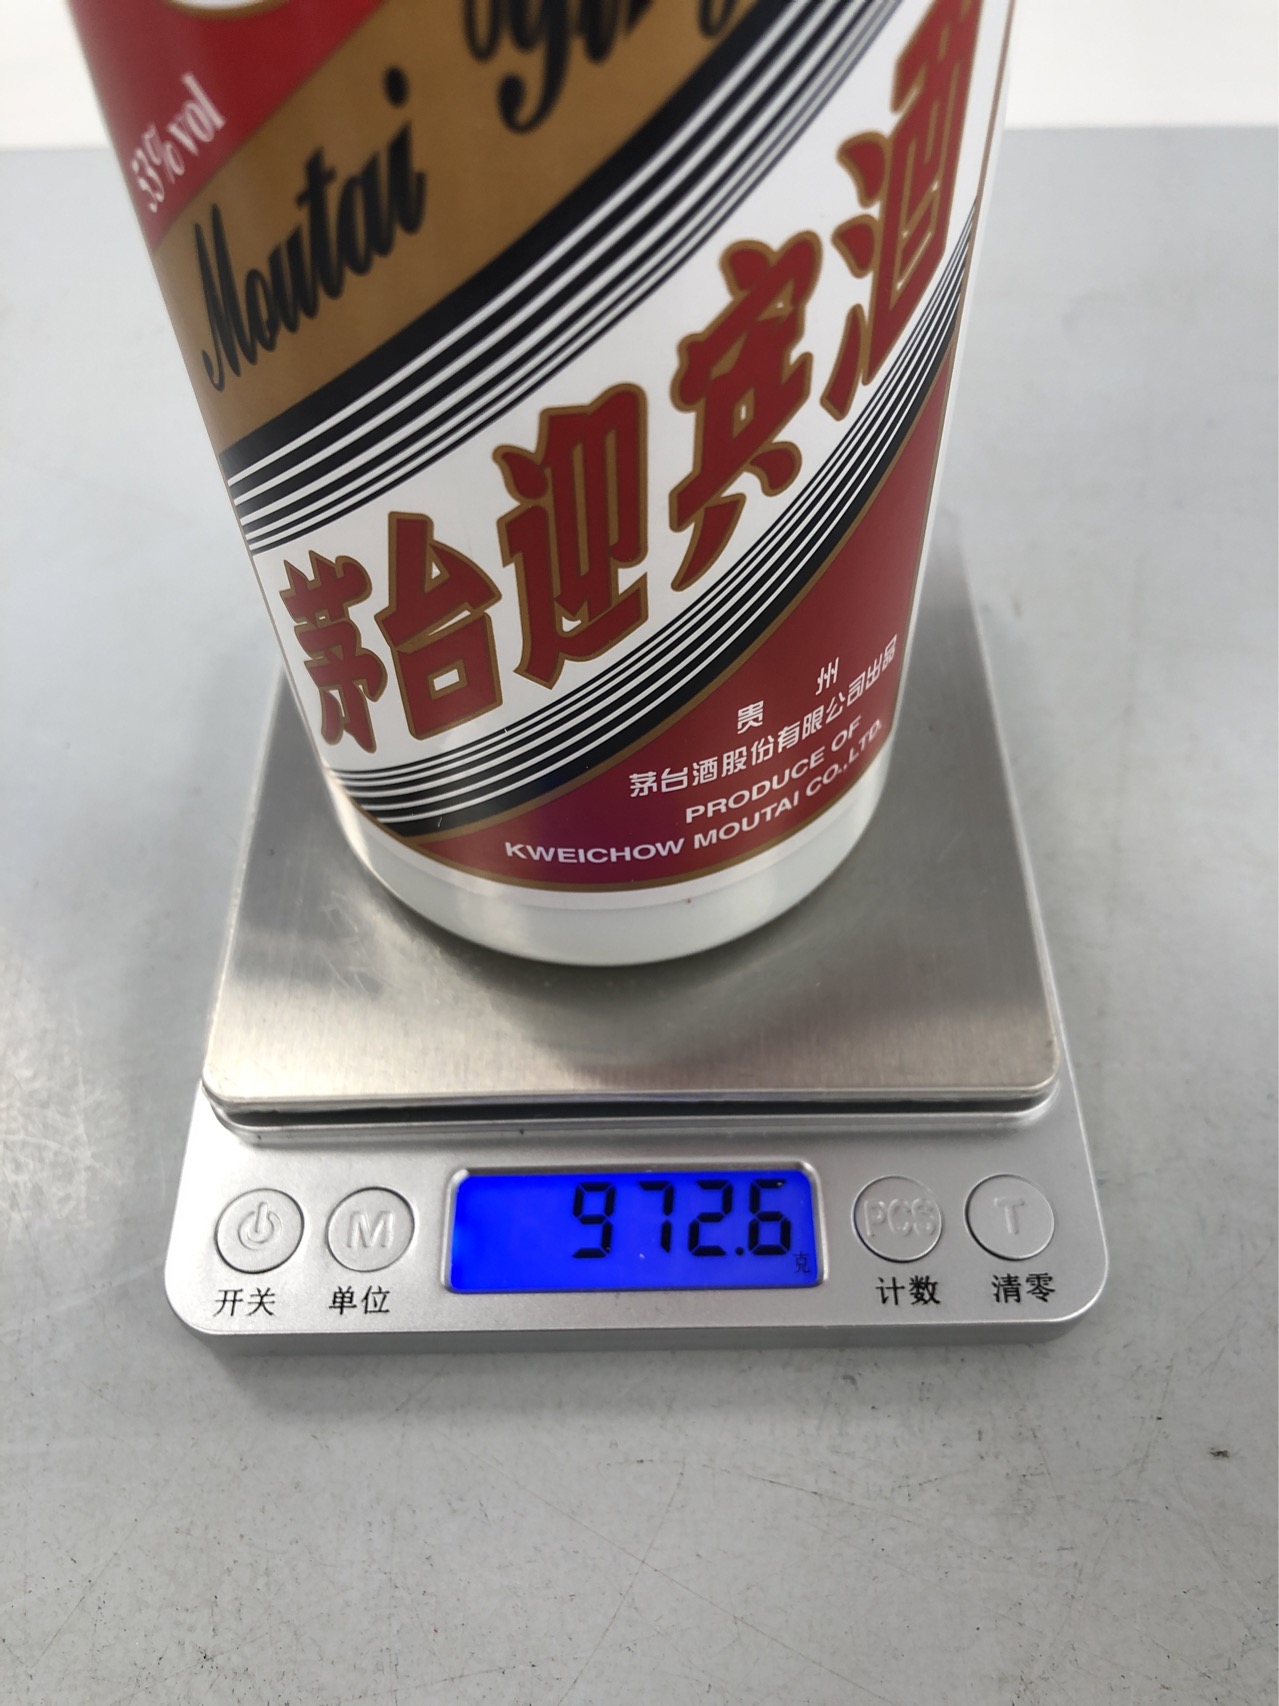 53%vol
Moutai
茅台迎宾酒
贵 州
茅台酒股份有限公司出品
PRODUCE OF
KWEICHOW MOUTAI CO.,LTD.
972.6
克
M
PCS
T
开关
单位
计数
清零